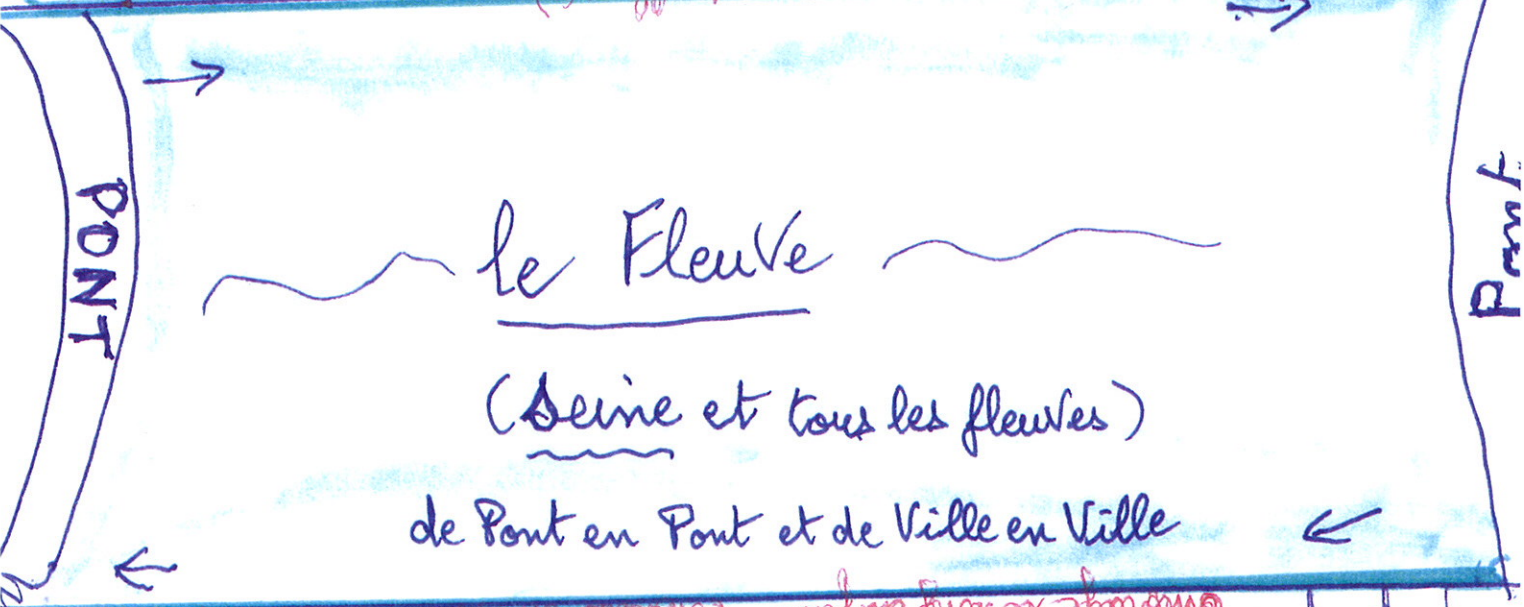 PONT
le Fleuve
Pont
(Seine et tous les fleuves)
de Pont en Pont et de Ville en Ville